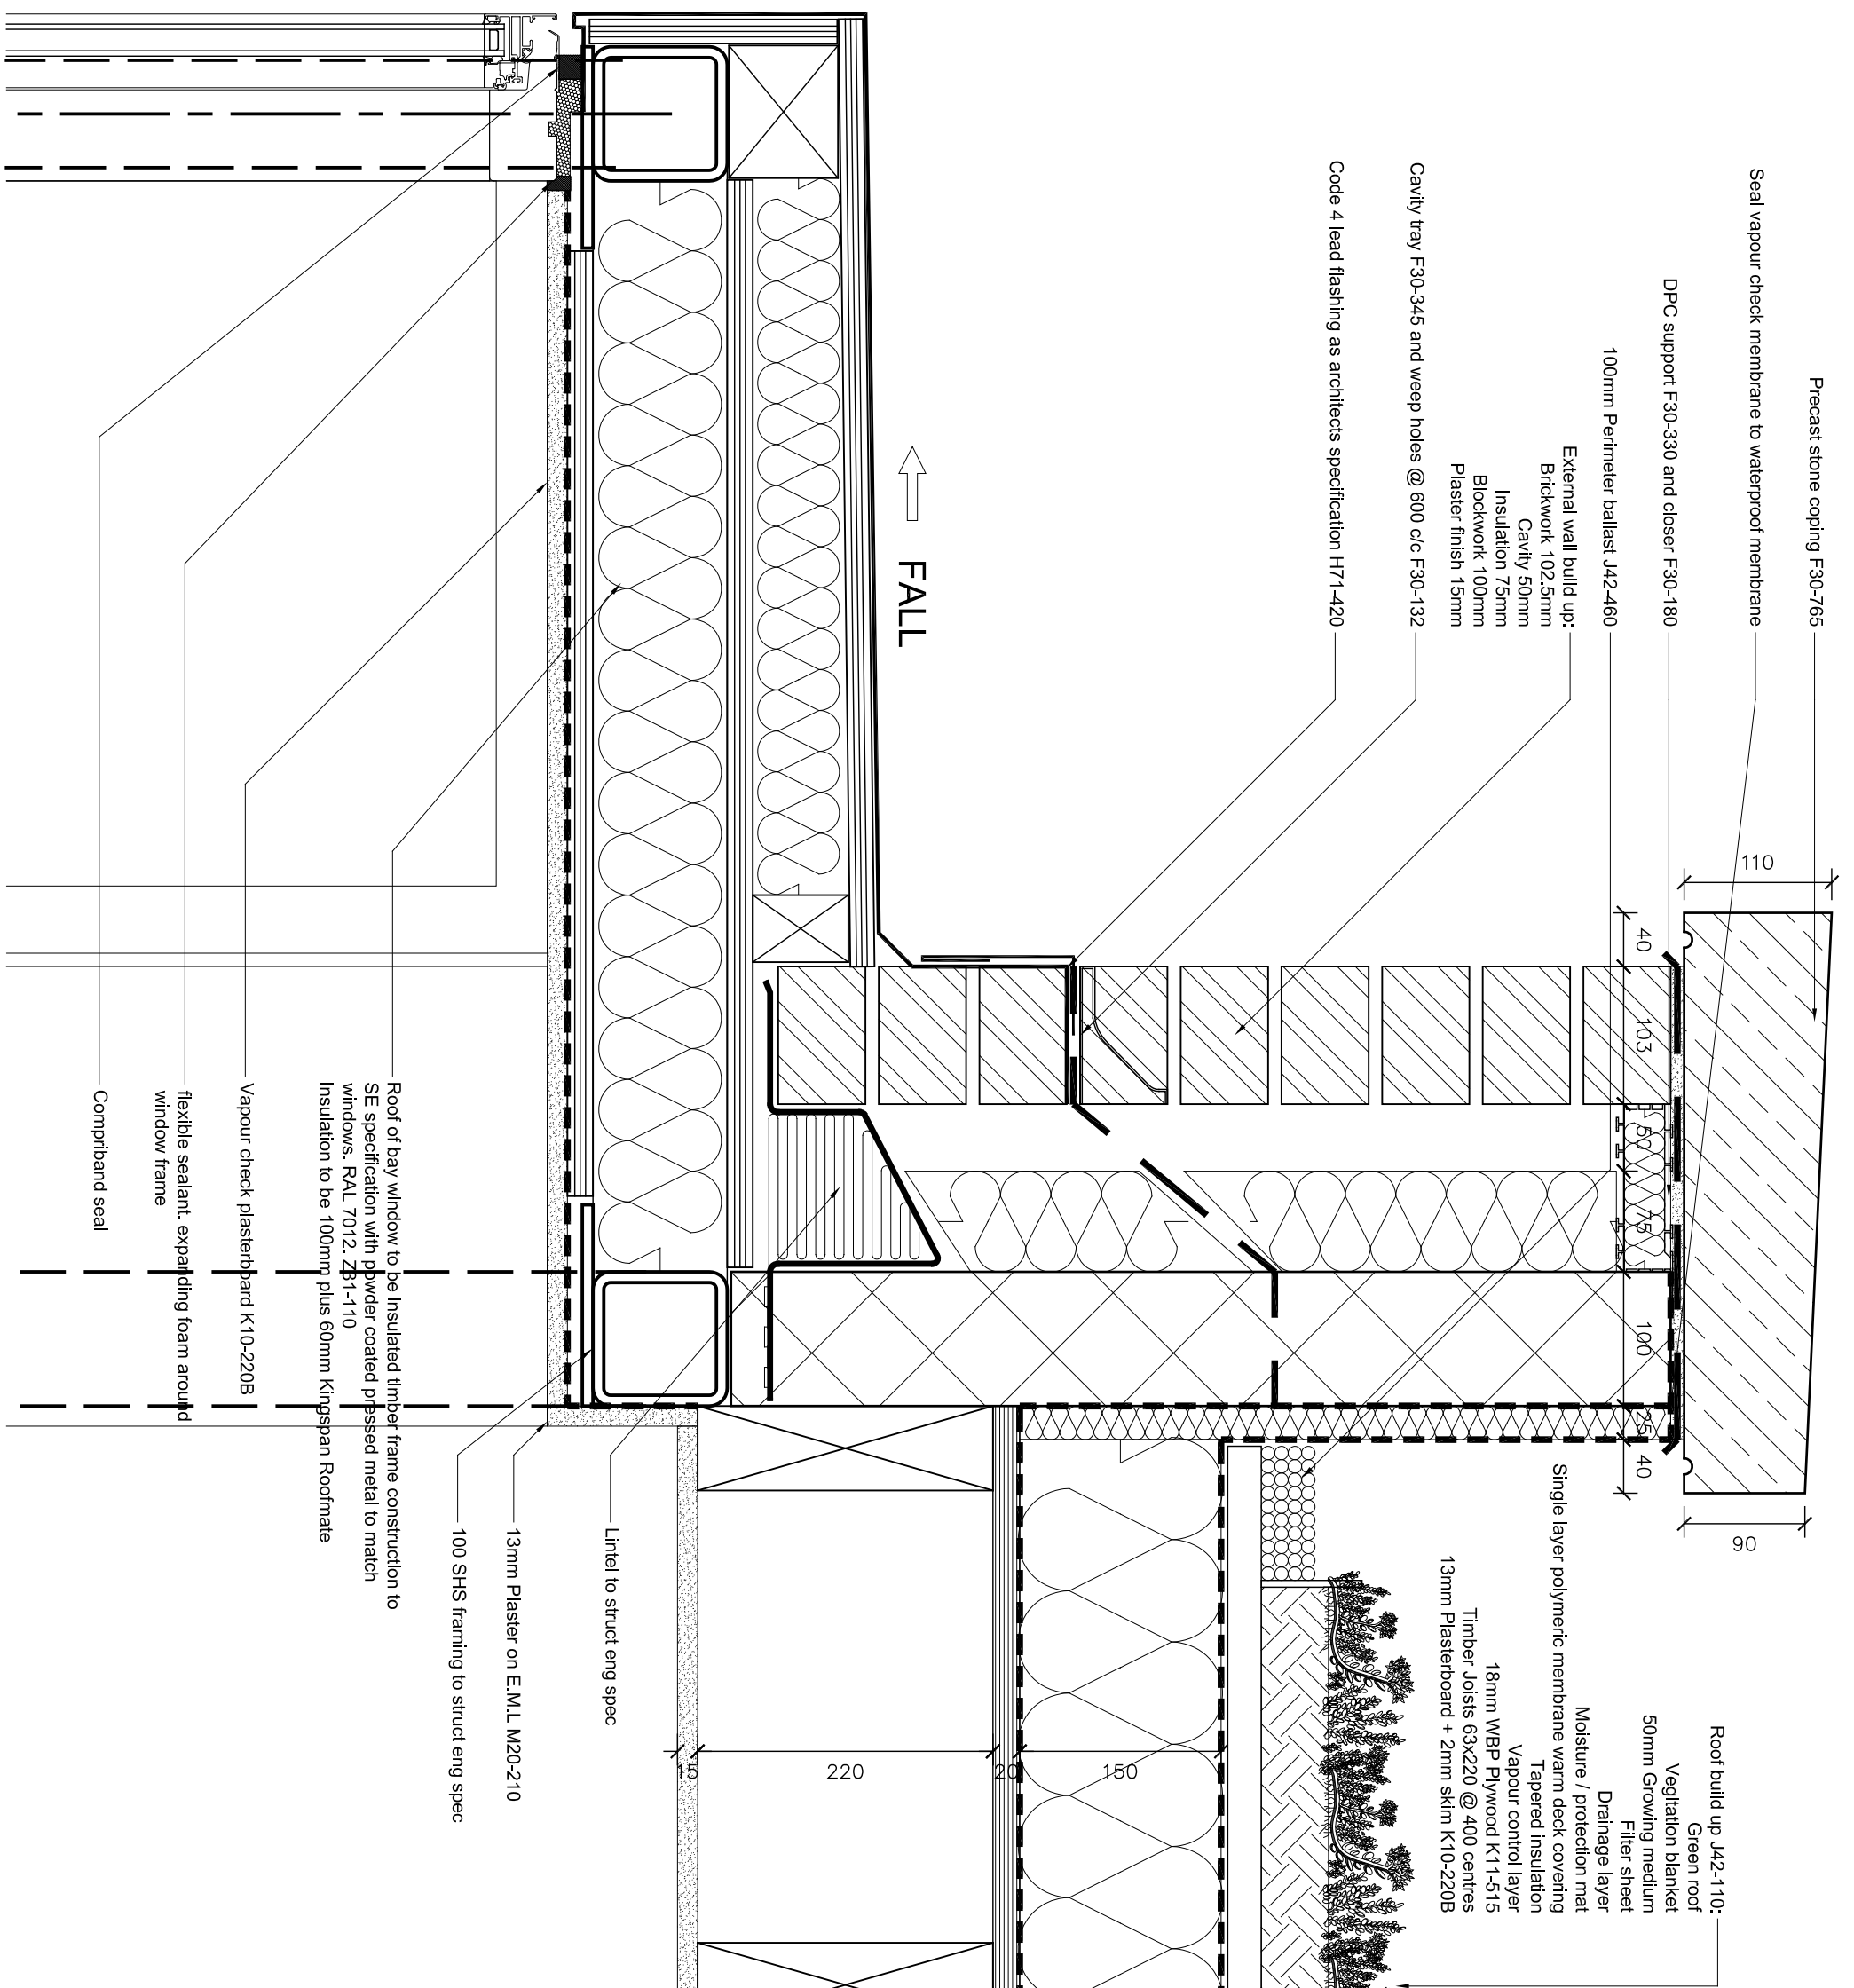 Precast stone coping F30-765
Seal vapour check membrane to waterproof membrane
DPC support F30-330 and closer F30-180
100mm Perimeter ballast J42-460
External wall build up:
Brickwork 102.5mm
Cavity 50mm
Insulation 75mm
Blockwork 100mm
Plaster finish 15mm
Cavity tray F30-345 and weep holes @ 600 c/c F30-132
Code 4 lead flashing as architects specification H71-420
FALL
110
40
103
50
75
100
25
40
90
Roof build up J42-110:
Green roof
Vegitation blanket
50mm Growing medium
Filter sheet
Drainage layer
Moisture / protection mat
Single layer polymeric membrane warm deck covering
Tapered insulation
Vapour control layer
18mm WBP Plywood K11-515
Timber Joists 63x220 @ 400 centres
13mm Plasterboard + 2mm skim K10-220B
150
20
220
15
Lintel to struct eng spec
13mm Plaster on E.M.L M20-210
100 SHS framing to struct eng spec
Roof of bay window to be insulated timber frame construction to
SE specification with powder coated pressed metal to match
windows. RAL 7012. Z31-110
Insulation to be 100mm plus 60mm Kingspan Roofmate
Vapour check plasterboard K10-220B
flexible sealant, expanding foam around
window frame
Compriband seal